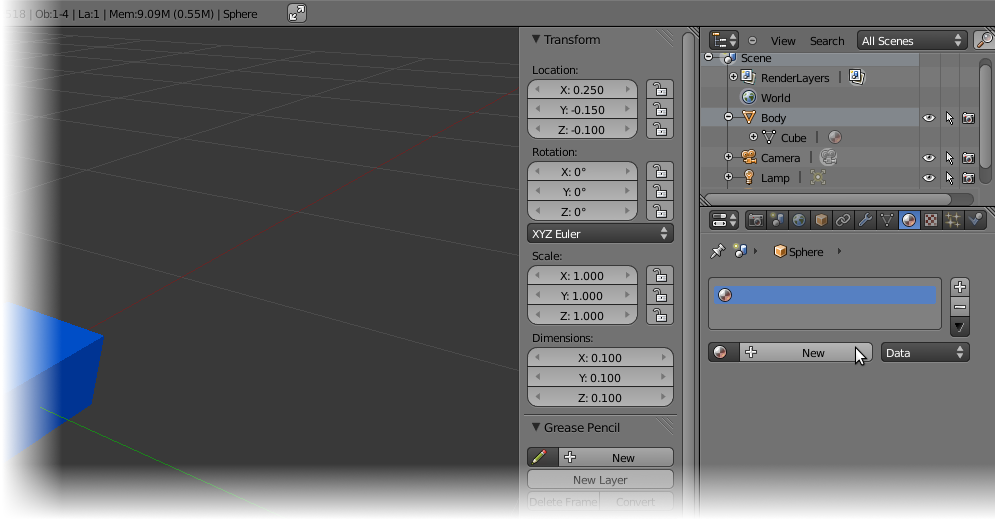 518 | Ob:1-4 | La:1 | Mem:9.09M (0.55M) | Sphere
Transform
Location:
X: 0.250
Y: -0.150
Z: -0.100
Rotation:
X: 0°
Y: 0°
Z: 0°
XYZ Euler
Scale:
X: 1.000
Y: 1.000
Z: 1.000
Dimensions:
X: 0.100
Y: 0.100
Z: 0.100
Grease Pencil
New
New Layer
Delete Frame Convert
View Search All Scenes
Scene
RenderLayers |
World
Body
Cube |
Camera |
Lamp |
Sphere
New Data